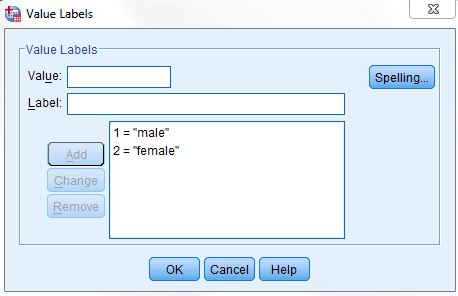 Value Labels
Value Labels
Value:
Spelling...
Label:
1 = "male"
2 = "female"
Add
Change
Remove
OK Cancel Help